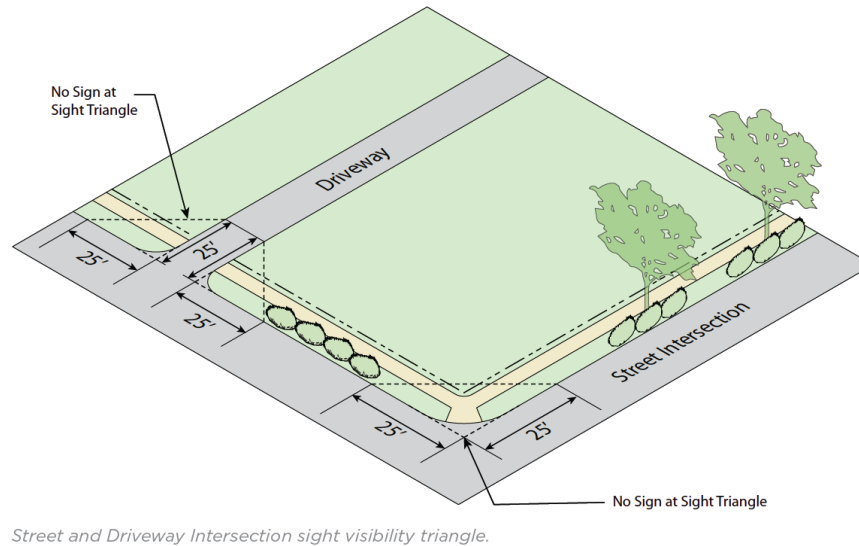 No Sign at
Sight Triangle
Driveway
25’
25’
25’
Street Intersection
25’
25’
No Sign at Sight Triangle
Street and Driveway Intersection sight visibility triangle.